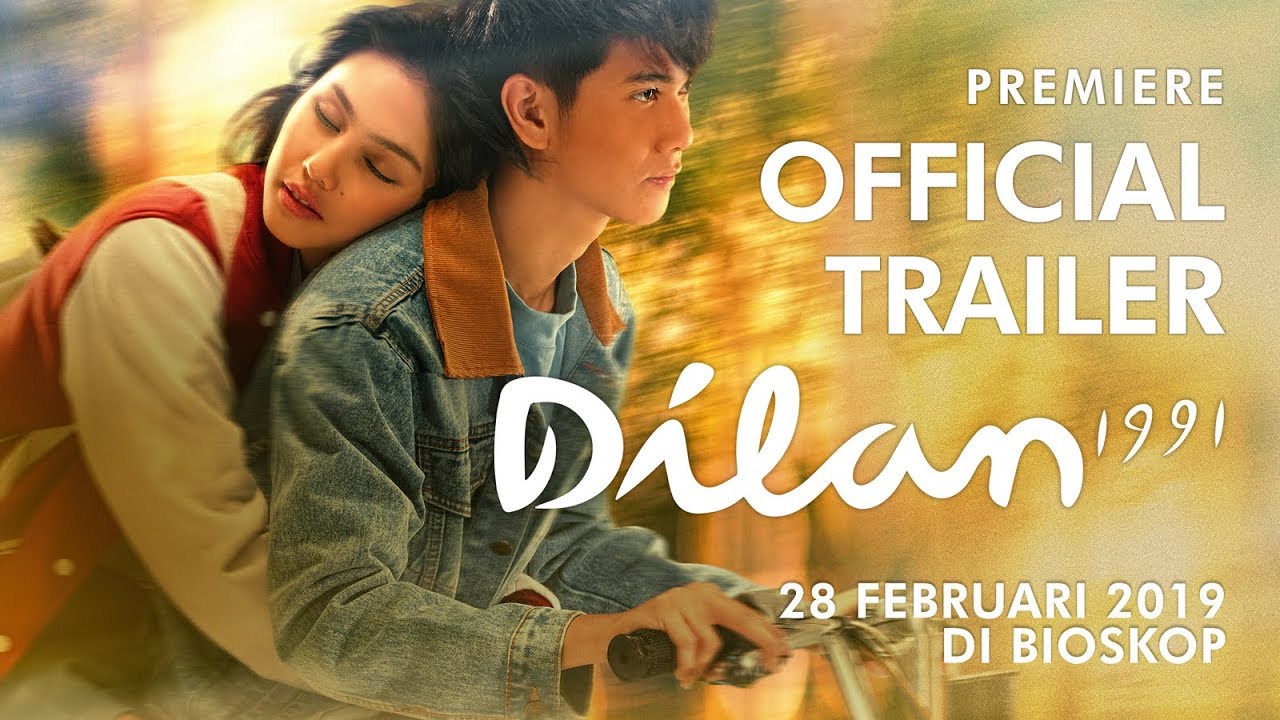 PREMIERE
OFFICIAL
TRAILER
Dilan 1991
28 FEBRUARI 2019
DI BIOSKOP